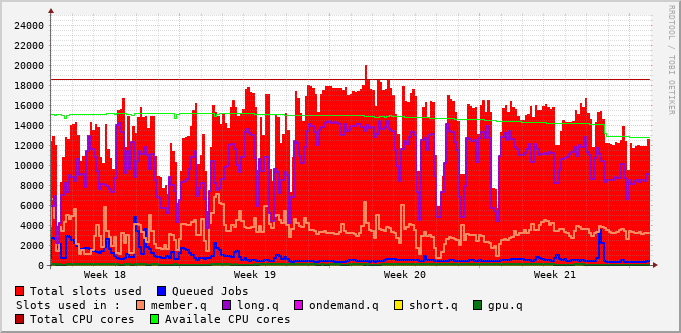 24000
22000
20000
18000
16000
14000
12000
10000
8000
6000
4000
2000
0
Week 18 Week 19 Week 20 Week 21
Total slots used Queued Jobs
Slots used in : member.q long.q ondemand.q short.q gpu.q
Total CPU cores Availale CPU cores
RRDTOOL / TOBI OETIKER